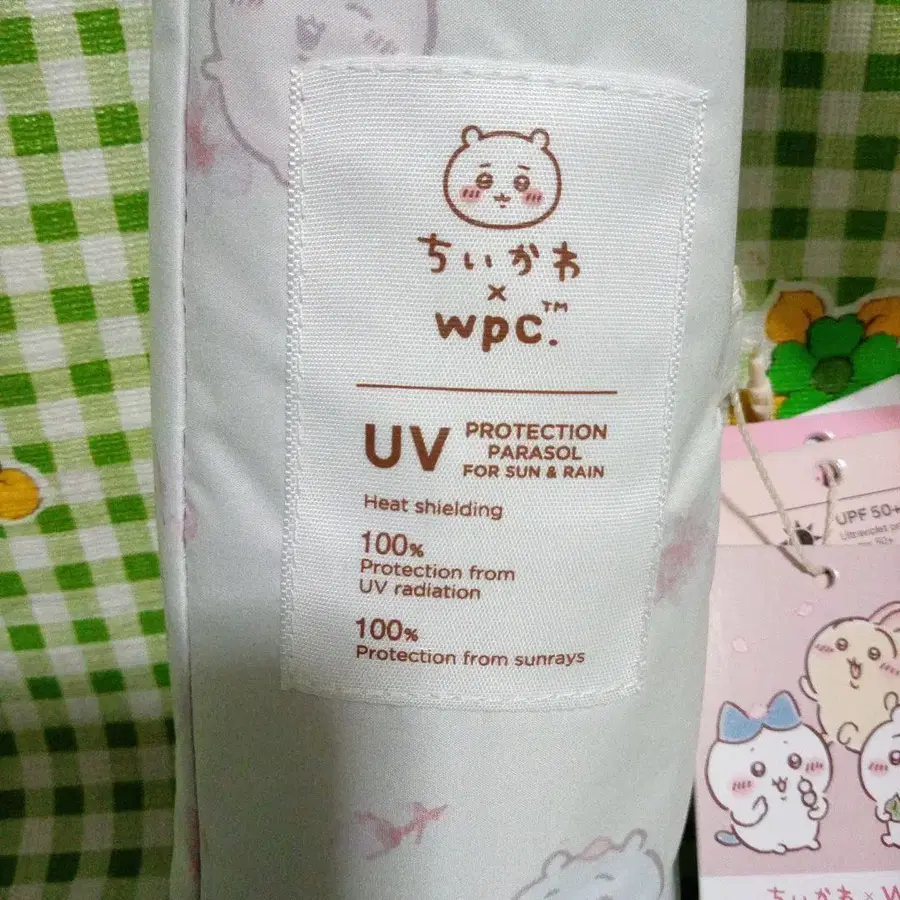 ちいかわ
×
wpc.™
UV PROTECTION
PARASOL
FOR SUN & RAIN
Heat shielding
100%
Protection from
UV radiation
100%
Protection from sunrays
UPF 50+
50+
ちいかわ × W